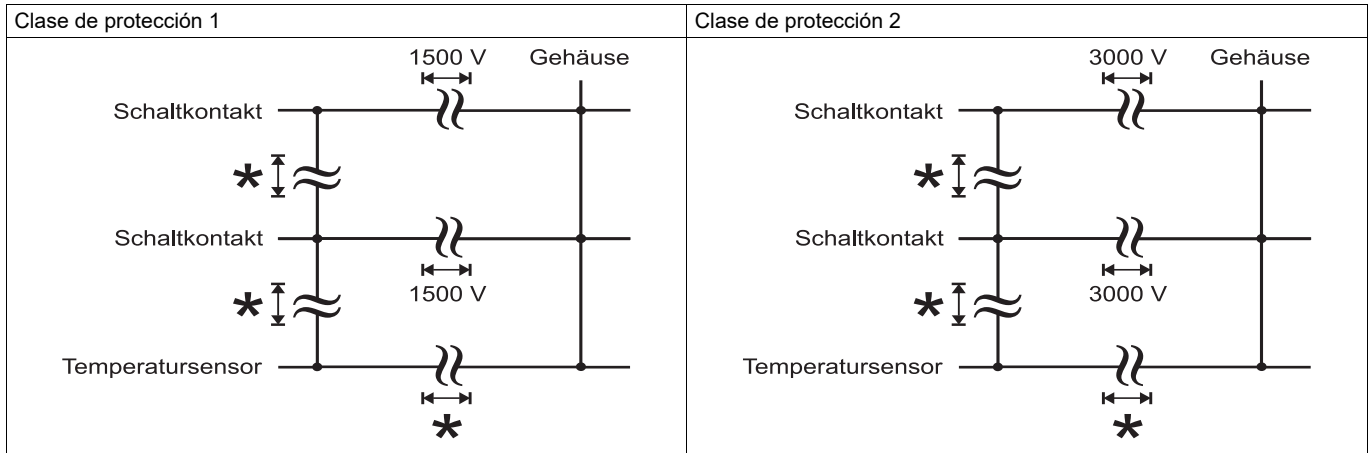 Clase de protección 1
1500 V Gehäuse
Schaltkontakt
*
Schaltkontakt
1500 V
*
Temperatursensor
*
Clase de protección 2
3000 V Gehäuse
Schaltkontakt
*
Schaltkontakt
3000 V
*
Temperatursensor
*